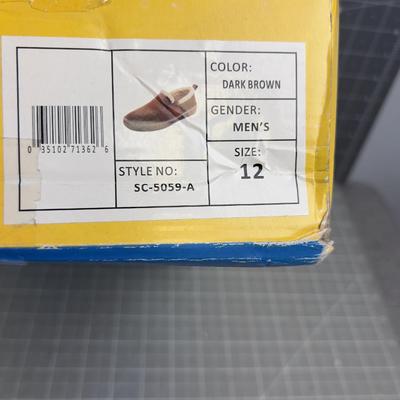 COLOR:
DARK BROWN
GENDER:
MEN'S
0 35102 71362 6
STYLE NO:
SC-5059-A
SIZE:
12